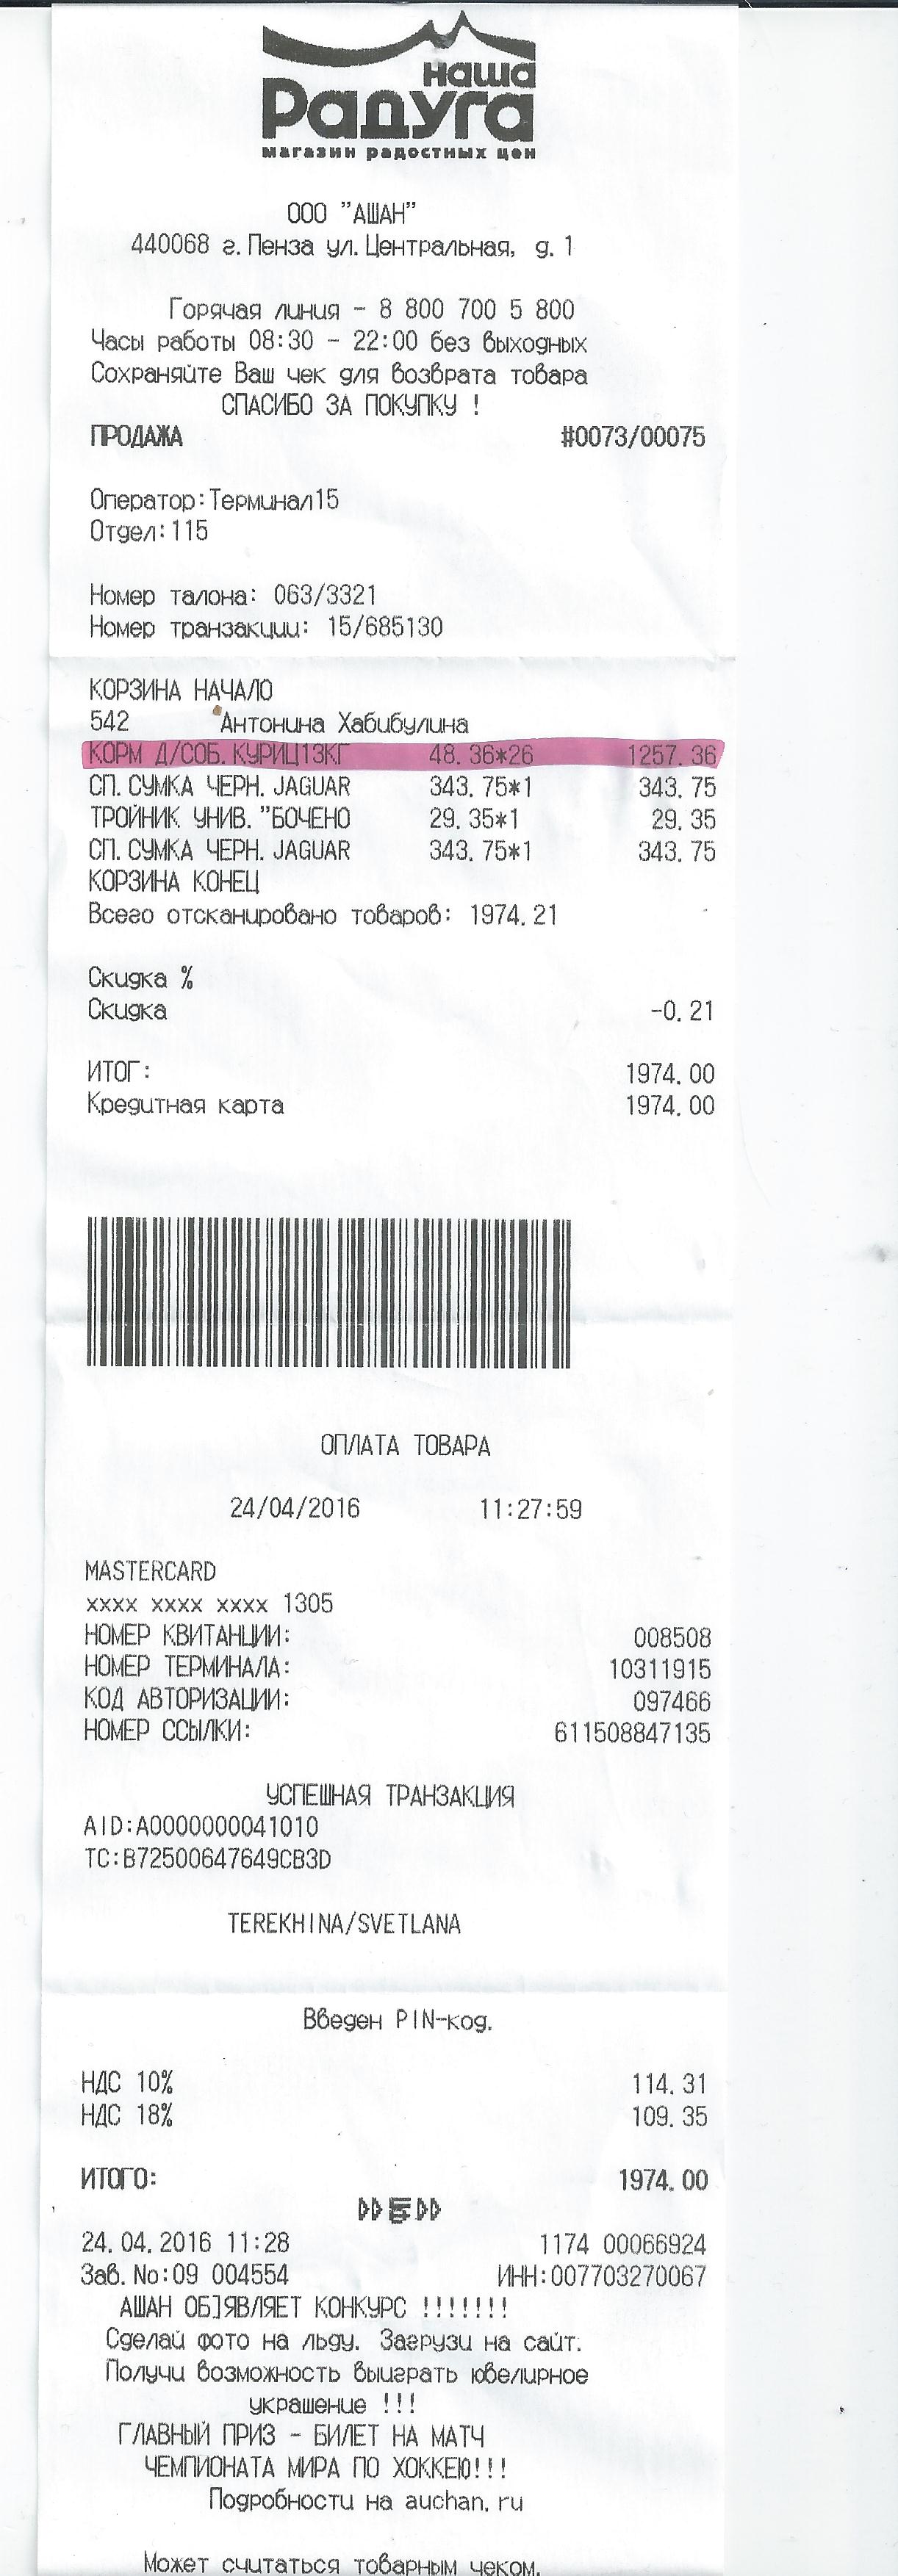 наша
Радуга
магазин радостных цен
ООО "АШАН"
440068 г.Пенза ул.Центральная, д.1
Горячая линия - 8 800 700 5 800
Часы работы 08:30 - 22:00 без выходных
Сохраняйте Ваш чек для возврата товара
СПАСИБО ЗА ПОКУПКУ !
ПРОДАЖА #0073/00075
Оператор:Терминал15
Отдел:115
Номер талона: 063/3321
Номер транзакции: 15/685130
КОРЗИНА НАЧАЛО
542 Антонина Хабибулина
КОРМ Д/СОБ.КУРИЦ13КГ 48.36*26 1257.36
СП.СУМКА ЧЕРН.JAGUAR 343.75*1 343.75
ТРОЙНИК УНИВ."БОЧЕНО 29.35*1 29.35
СП.СУМКА ЧЕРН.JAGUAR 343.75*1 343.75
КОРЗИНА КОНЕЦ
Всего отсканировано товаров: 1974.21
Скидка %
Скидка -0.21
ИТОГ: 1974.00
Кредитная карта 1974.00
ОПЛАТА ТОВАРА
24/04/2016 11:27:59
MASTERCARD
xxxx xxxx xxxx 1305
НОМЕР КВИТАНЦИИ: 008508
НОМЕР ТЕРМИНАЛА: 10311915
КОД АВТОРИЗАЦИИ: 097466
НОМЕР ССЫЛКИ: 611508847135
УСПЕШНАЯ ТРАНЗАКЦИЯ
AID:A0000000041010
TC:B72500647649CB3D
TEREKHINA/SVETLANA
Введен PIN-код.
НДС 10% 114.31
НДС 18% 109.35
ИТОГО: 1974.00
24.04.2016 11:28 1174 00066924
Зав.No:09 004554 ИНН:007703270067
АШАН ОБ]ЯВЛЯЕТ КОНКУРС !!!!!!!
Сделай фото на льду. Загрузи на сайт.
Получи возможность выиграть ювелирное
украшение !!!
ГЛАВНЫЙ ПРИЗ - БИЛЕТ НА МАТЧ
ЧЕМПИОНАТА МИРА ПО ХОККЕЮ!!!
Подробности на auchan.ru
Может считаться товарным чеком.